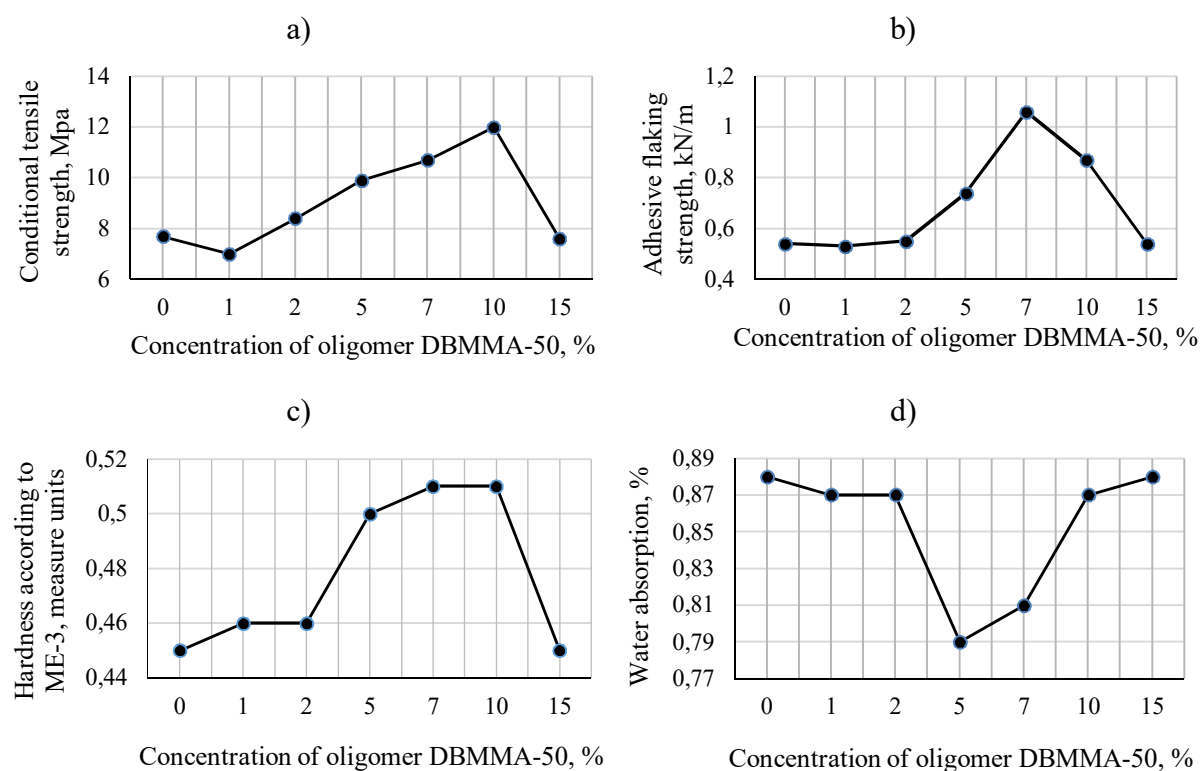 a)
Conditional tensile
strength, Mpa
14
12
10
8
6
0 1 2 5 7 10 15
Concentration of oligomer DBMMA-50, %
b)
Adhesive flaking
strength, kN/m
1,2
1
0,8
0,6
0,4
0 1 2 5 7 10 15
Concentration of oligomer DBMMA-50, %
c)
Hardness according to
ME-3, measure units
0,52
0,5
0,48
0,46
0,44
0 1 2 5 7 10 15
Concentration of oligomer DBMMA-50, %
d)
Water absorption, %
0,89
0,87
0,85
0,83
0,81
0,79
0,77
0 1 2 5 7 10 15
Concentration of oligomer DBMMA-50, %